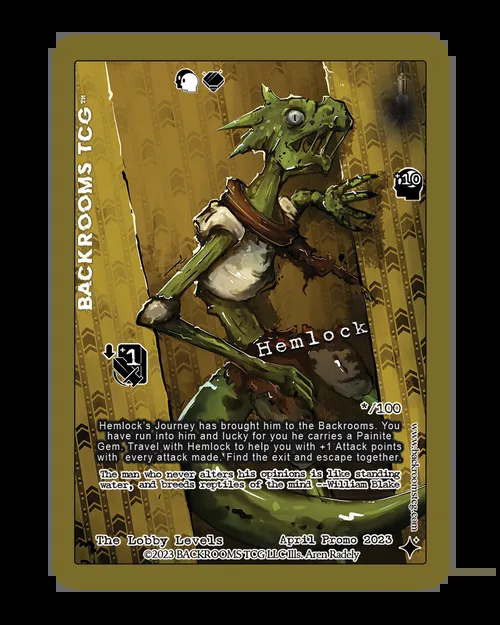 BACKROOMS TCG™
+10
Hemlock
+1
*/100
Hemlock's Journey has brought him to the Backrooms. You
have run into him and lucky for you he carries a Painite
Gem. Travel with Hemlock to help you with +1 Attack points
with every attack made. Find the exit and escape together.
The man who never alters his opinions is like standing
water, and breeds reptiles of the mind --William Blake
www.backroomstcg.com
The Lobby Levels April Promo 2023
©2023 BACKROOMS TCG LLC Ills. Aren Radely